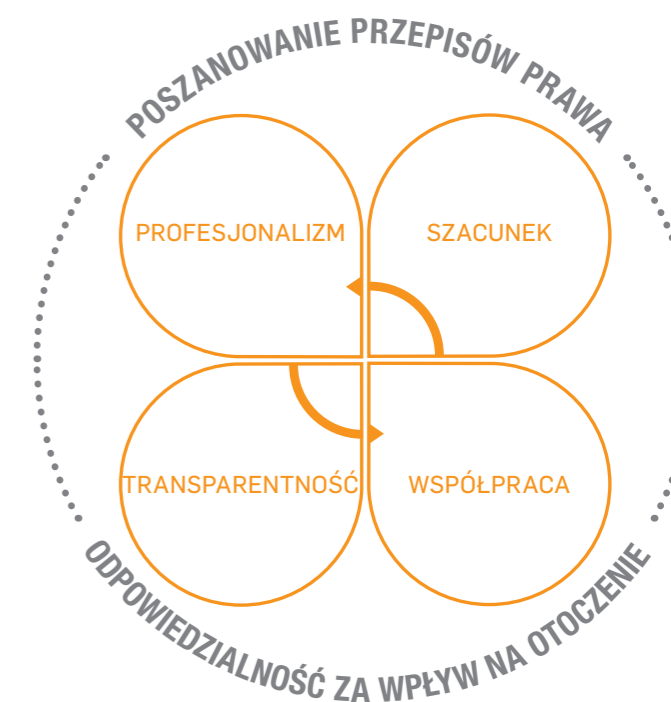 POSZANOWANIE PRZEPISÓW PRAWA
PROFESJONALIZM
SZACUNEK
TRANSPARENTNOŚĆ
WSPÓŁPRACA
ODPOWIEDZIALNOŚĆ ZA WPŁYW NA OTOCZENIE